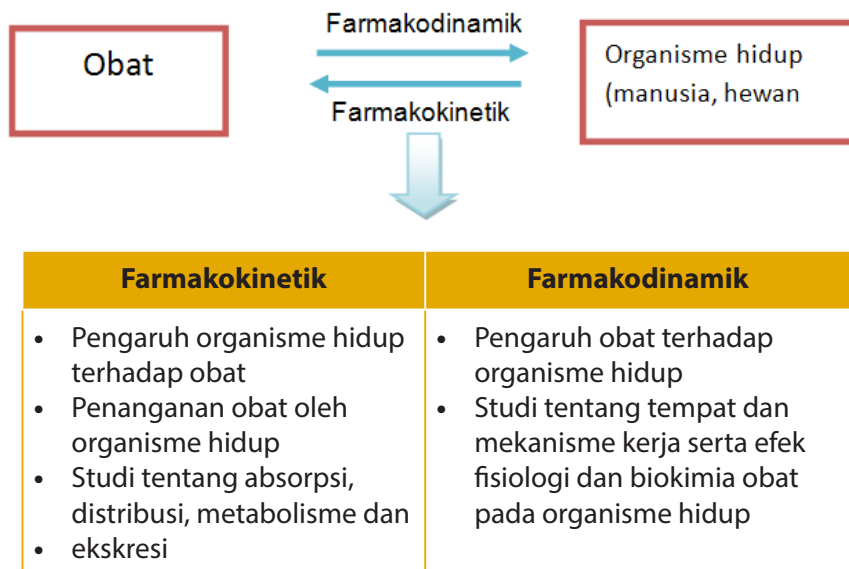 Farmakodinamik
Obat
Organisme hidup
(manusia, hewan
Farmakokinetik
Farmakokinetik
• Pengaruh organisme hidup
terhadap obat
• Penanganan obat oleh
organisme hidup
• Studi tentang absorpsi,
distribusi, metabolisme dan
• ekskresi
Farmakodinamik
• Pengaruh obat terhadap
organisme hidup
• Studi tentang tempat dan
mekanisme kerja serta efek
fisiologi dan biokimia obat
pada organisme hidup